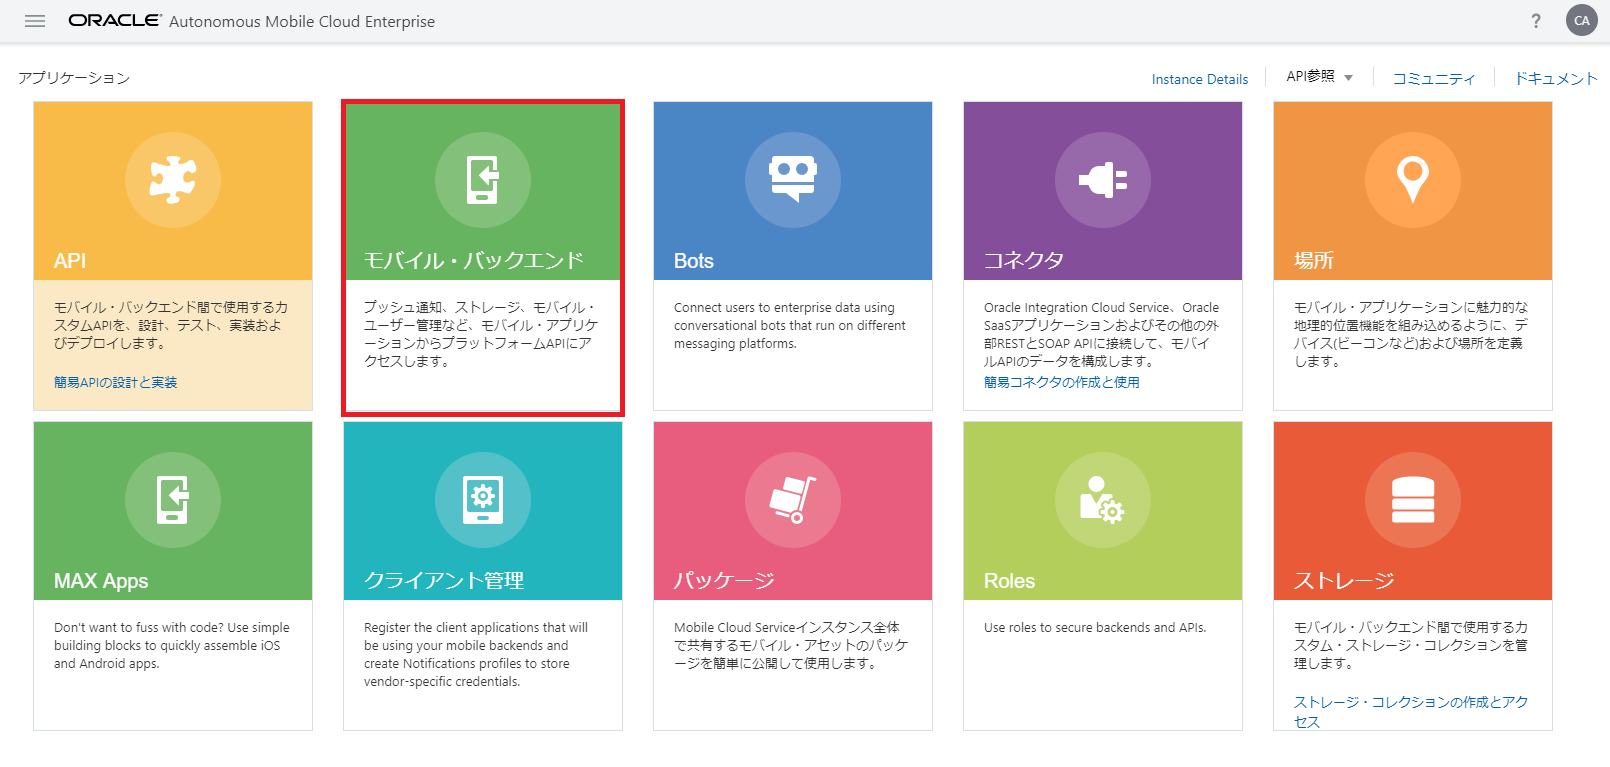 ORACLE Autonomous Mobile Cloud Enterprise
? CA
アプリケーション
Instance Details
API参照
コミュニティ
ドキュメント
API
モバイル・バックエンド間で使用するカ
スタムAPIを、設計、テスト、実装およ
びデプロイします。
簡易APIの設計と実装
モバイル・バックエンド
プッシュ通知、ストレージ、モバイル・
ユーザー管理など、モバイル・アプリケ
ーションからプラットフォームAPIにア
クセスします。
Bots
Connect users to enterprise data using
conversational bots that run on different
messaging platforms.
コネクタ
Oracle Integration Cloud Service、Oracle
SaaSアプリケーションおよびその他の外
部RESTとSOAP APIに接続して、モバイ
ルAPIのデータを構成します。
簡易コネクタの作成と使用
場所
モバイル・アプリケーションに魅力的な
地理的位置機能を組み込めるように、デ
バイス(ビーコンなど)および場所を定義
します。
MAX Apps
Don't want to fuss with code? Use simple
building blocks to quickly assemble iOS
and Android apps.
クライアント管理
Register the client applications that will
be using your mobile backends and
create Notifications profiles to store
vendor-specific credentials.
パッケージ
Mobile Cloud Serviceインスタンス全体
で共有するモバイル・アセットのパッケ
ージを簡単に公開して使用します。
Roles
Use roles to secure backends and APIs.
ストレージ
モバイル・バックエンド間で使用するカ
スタム・ストレージ・コレクションを管
理します。
ストレージ・コレクションの作成とアク
セス